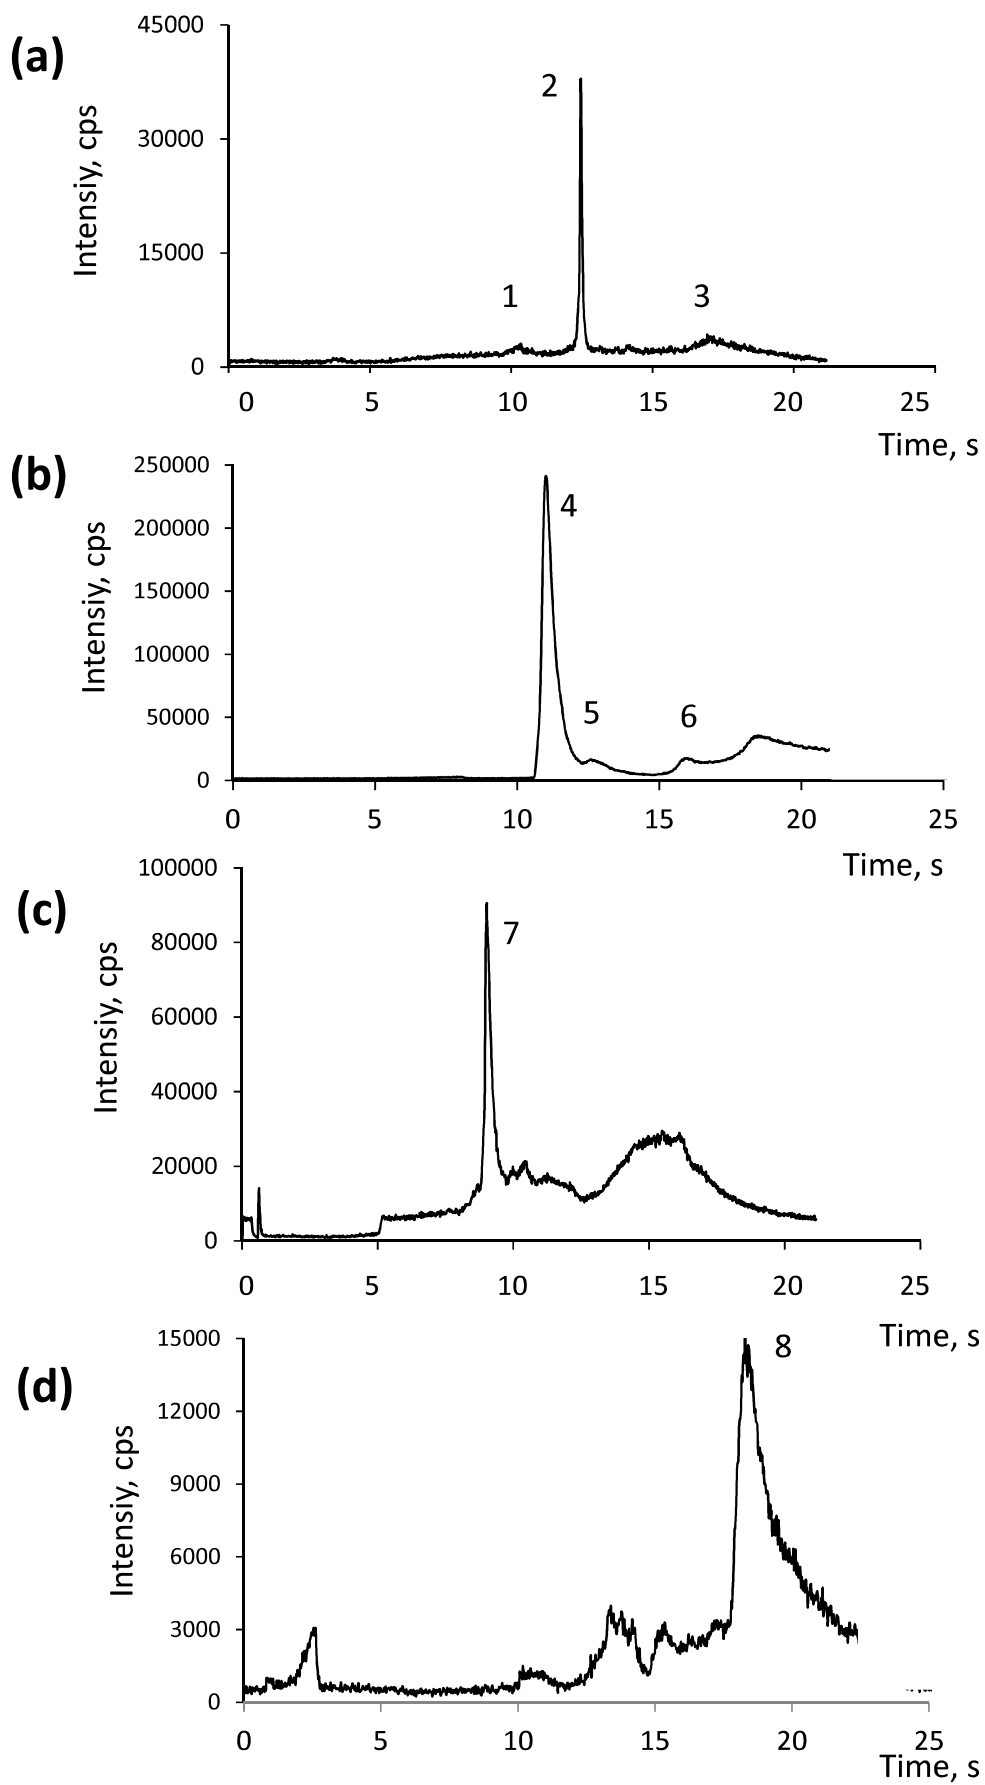 (a)
45000
30000
15000
0
Intensiy, cps
1
2
3
0 5 10 15 20 25
Time, s
(b)
250000
200000
150000
100000
50000
0
Intensiy, cps
4
5
6
0 5 10 15 20 25
Time, s
(c)
100000
80000
60000
40000
20000
0
Intensiy, cps
7
0 5 10 15 20 25
Time, s
(d)
15000
12000
9000
6000
3000
0
Intensiy, cps
8
0 5 10 15 20 25
Time, s